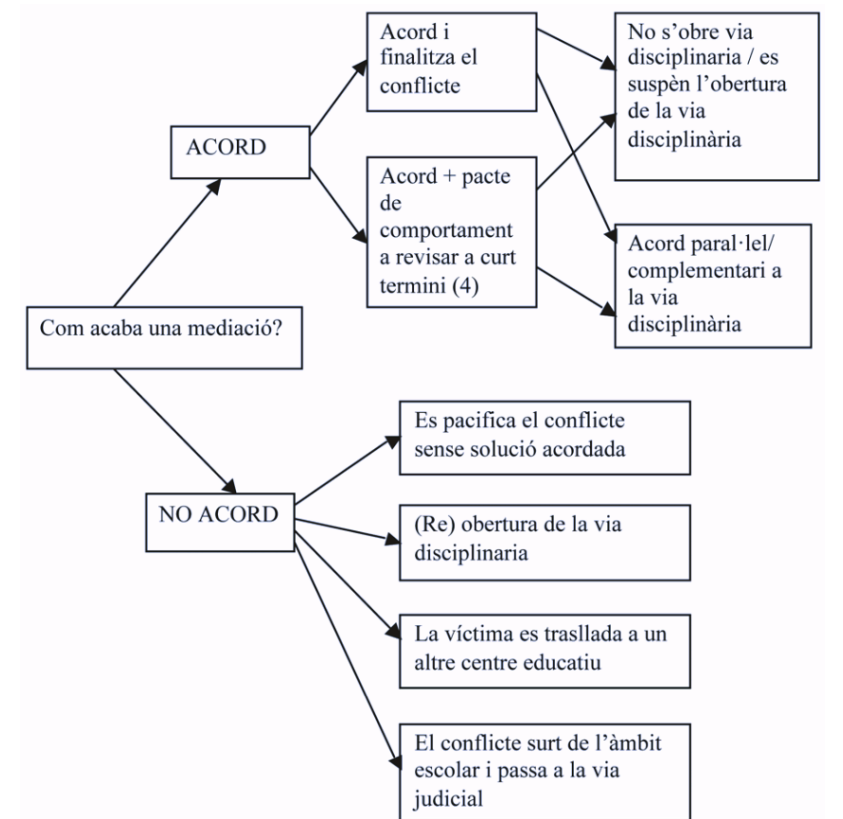 Acord i
finalitza el
conflicte
No s’obre via
disciplinaria / es
suspèn l’obertura
de la via
disciplinària
ACORD
Acord + pacte
de
comportament
a revisar a curt
termini (4)
Acord paral·lel/
complementari a
la via
disciplinària
Com acaba una mediació?
Es pacifica el conflicte
sense solució acordada
NO ACORD
(Re) obertura de la via
disciplinaria
La víctima es trasllada a un
altre centre educatiu
El conflicte surt de l’àmbit
escolar i passa a la via
judicial